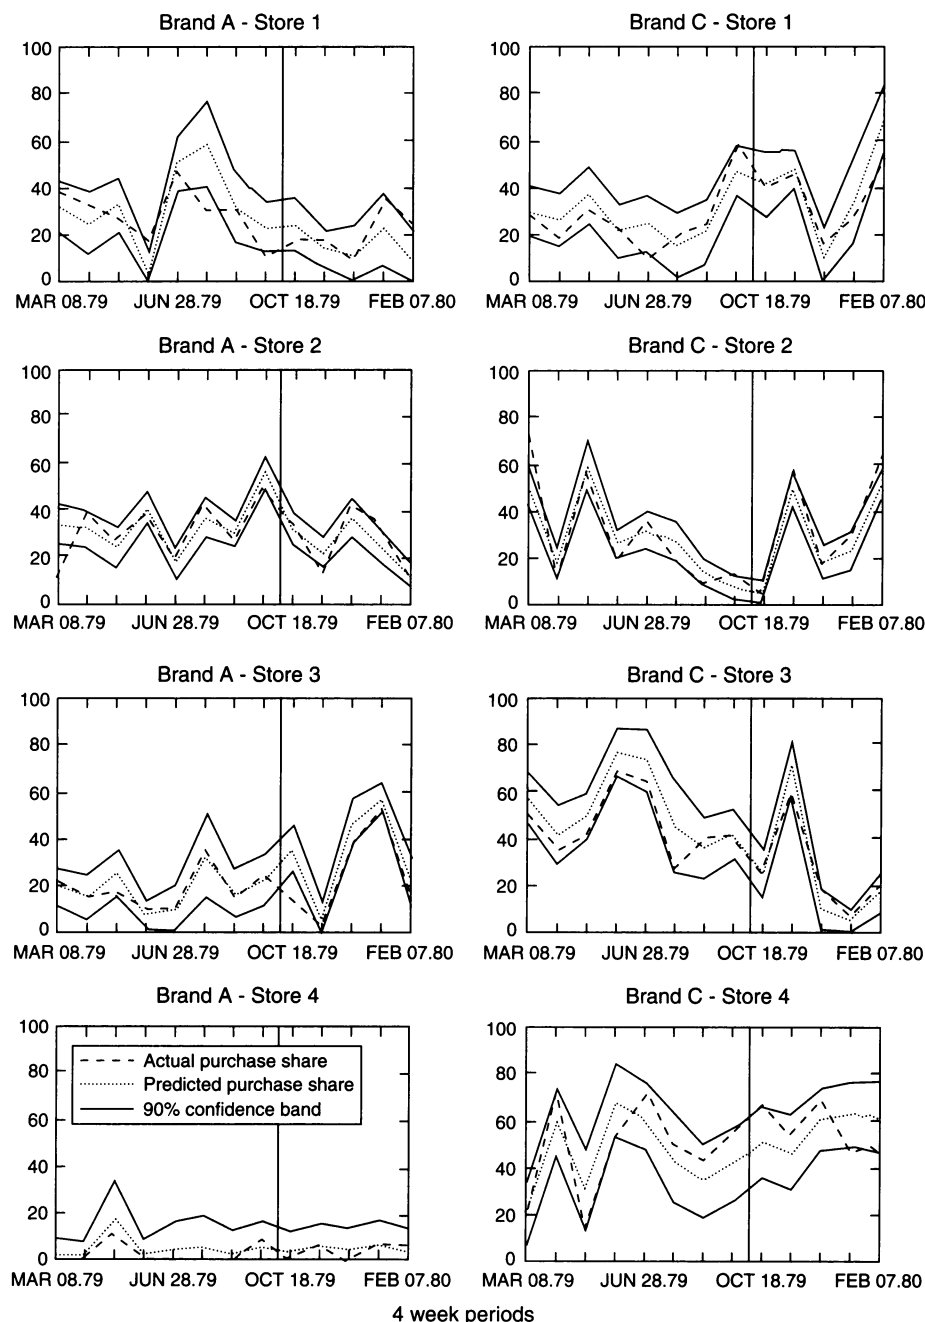 Brand A - Store 1
100
80
60
40
20
0
MAR 08.79 JUN 28.79 OCT 18.79 FEB 07.80
Brand C - Store 1
100
80
60
40
20
0
MAR 08.79 JUN 28.79 OCT 18.79 FEB 07.80
Brand A - Store 2
100
80
60
40
20
0
MAR 08.79 JUN 28.79 OCT 18.79 FEB 07.80
Brand C - Store 2
100
80
60
40
20
0
MAR 08.79 JUN 28.79 OCT 18.79 FEB 07.80
Brand A - Store 3
100
80
60
40
20
0
MAR 08.79 JUN 28.79 OCT 18.79 FEB 07.80
Brand C - Store 3
100
80
60
40
20
0
MAR 08.79 JUN 28.79 OCT 18.79 FEB 07.80
Brand A - Store 4
100
80
60
40
20
0
Actual purchase share
Predicted purchase share
90% confidence band
MAR 08.79 JUN 28.79 OCT 18.79 FEB 07.80
Brand C - Store 4
100
80
60
40
20
0
MAR 08.79 JUN 28.79 OCT 18.79 FEB 07.80
4 week periods